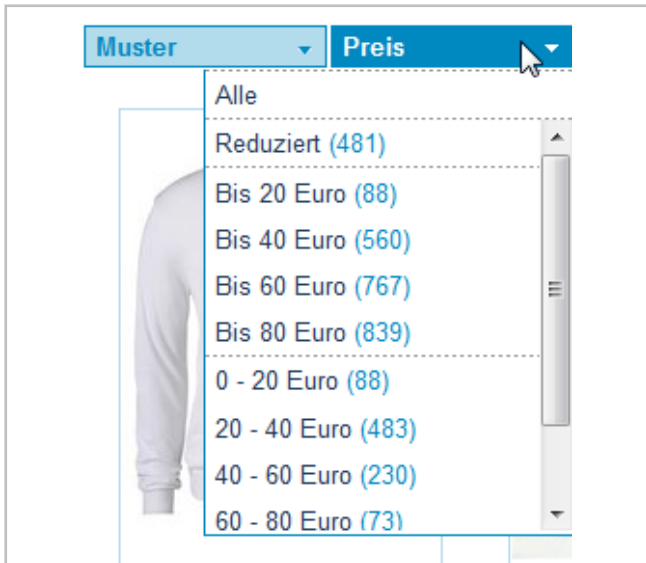 Muster Preis
Alle
Reduziert (481)
Bis 20 Euro (88)
Bis 40 Euro (560)
Bis 60 Euro (767)
Bis 80 Euro (839)
0 - 20 Euro (88)
20 - 40 Euro (483)
40 - 60 Euro (230)
60 - 80 Euro (73)